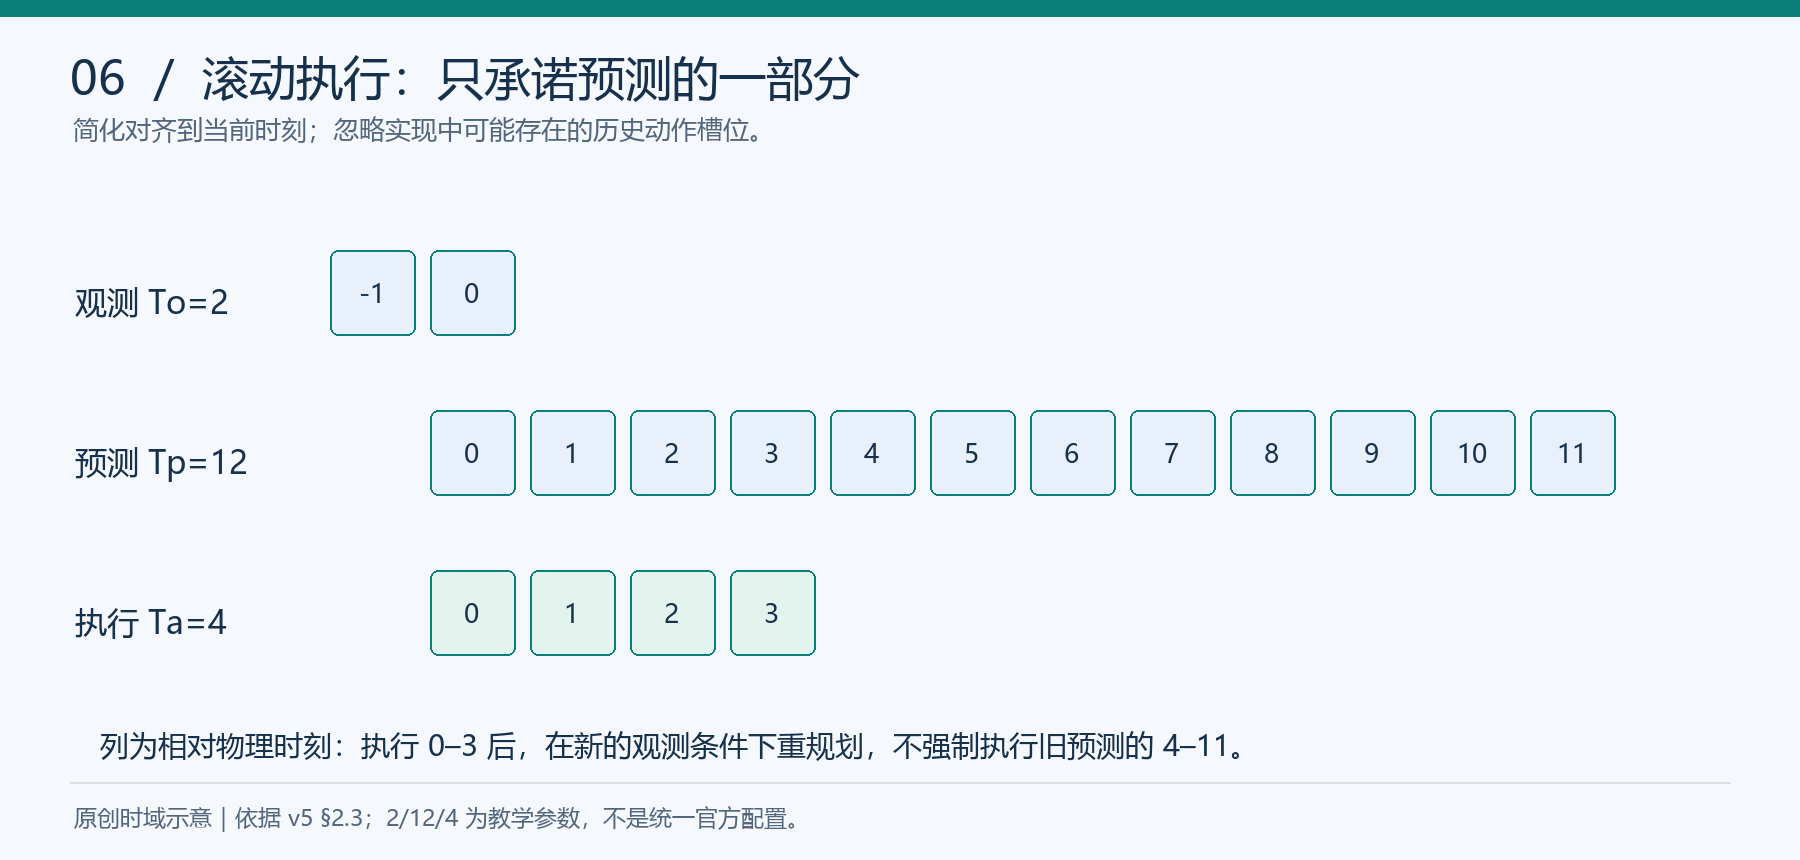 06 / 滚动执行：只承诺预测的一部分
简化对齐到当前时刻；忽略实现中可能存在的历史动作槽位。
观测 To=2 -1 0
预测 Tp=12 0 1 2 3 4 5 6 7 8 9 10 11
执行 Ta=4 0 1 2 3
列为相对物理时刻：执行 0–3 后，在新的观测条件下重规划，不强制执行旧预测的 4–11。
原创时域示意 | 依据 v5 §2.3；2/12/4 为教学参数，不是统一官方配置。